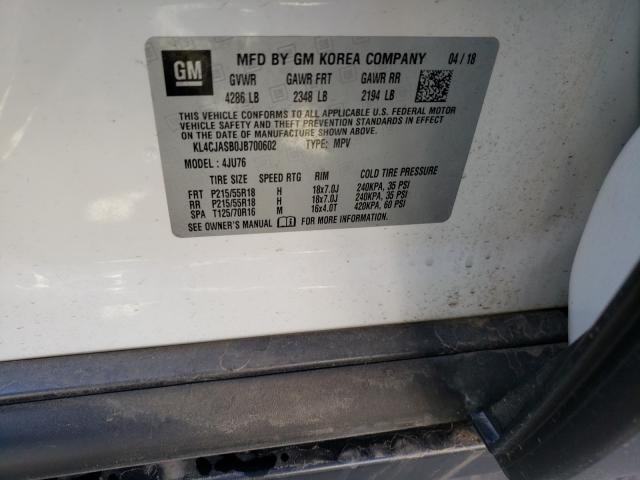 GM MFD BY GM KOREA COMPANY 04 / 18
GVWR GAWR FRT GAWR RR
4286 LB 2348 LB 2194 LB
THIS VEHICLE CONFORMS TO ALL APPLICABLE U.S. FEDERAL MOTOR
VEHICLE SAFETY AND THEFT PREVENTION STANDARDS IN EFFECT
ON THE DATE OF MANUFACTURE SHOWN ABOVE.
KL4CJASB0JB700602 TYPE: MPV
MODEL: 4JU76
TIRE SIZE SPEED RTG RIM COLD TIRE PRESSURE
FRT P215/55R18 H 18x7.0J 240KPA, 35 PSI
RR P215/55R18 H 18x7.0J 240KPA, 35 PSI
SPA T125/70R16 M 16x4.0T 420KPA, 60 PSI
SEE OWNER'S MANUAL FOR MORE INFORMATION.